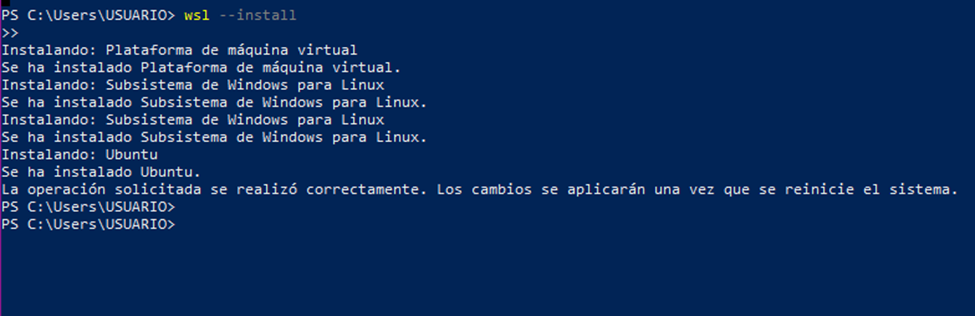 PS C:\Users\USUARIO> wsl --install
>>
Instalando: Plataforma de máquina virtual
Se ha instalado Plataforma de máquina virtual.
Instalando: Subsistema de Windows para Linux
Se ha instalado Subsistema de Windows para Linux.
Instalando: Subsistema de Windows para Linux
Se ha instalado Subsistema de Windows para Linux.
Instalando: Ubuntu
Se ha instalado Ubuntu.
La operación solicitada se realizó correctamente. Los cambios se aplicarán una vez que se reinicie el sistema.
PS C:\Users\USUARIO>
PS C:\Users\USUARIO>